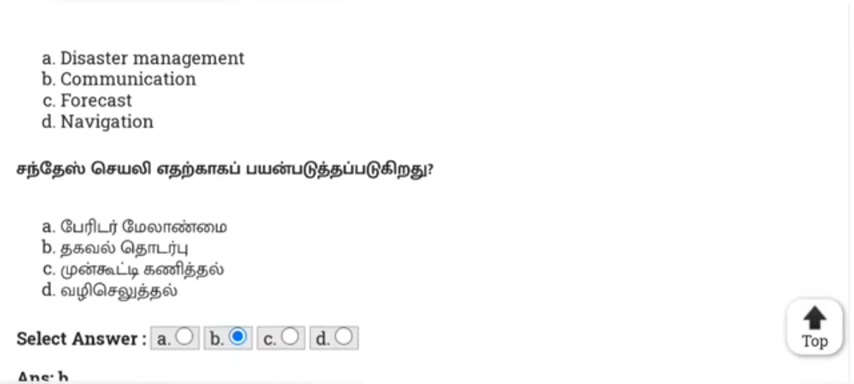 a. Disaster management
b. Communication
c. Forecast
d. Navigation
சந்தேஸ் செயலி எதற்காகப் பயன்படுத்தப்படுகிறது?
a. பேரிடர் மேலாண்மை
b. தகவல் தொடர்பு
c. முன்கூட்டி கணித்தல்
d. வழிசெலுத்தல்
Select Answer : a. b. c. d.
Top
Ans: b